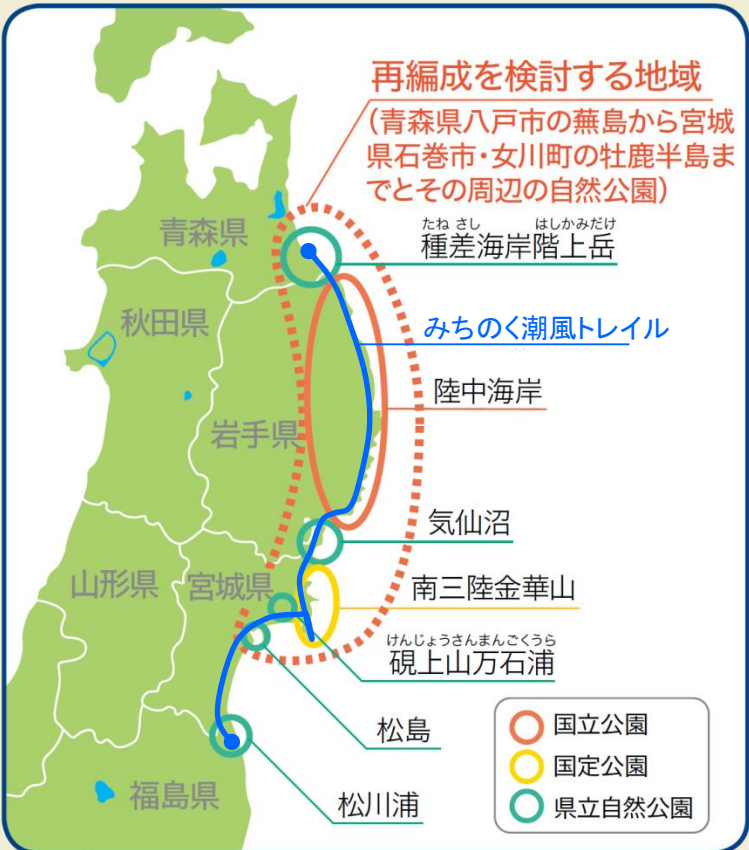 再編成を検討する地域
(青森県八戸市の蕪島から宮城
県石巻市・女川町の牡鹿半島ま
でとその周辺の自然公園)
たねさし はしかみだけ
種差海岸階上岳
青森県
みちのく潮風トレイル
秋田県
陸中海岸
岩手県
気仙沼
山形県
宮城県
南三陸金華山
けんじょうさんまんごくうら
硯上山万石浦
松島
松川浦
福島県
国立公園
国定公園
県立自然公園